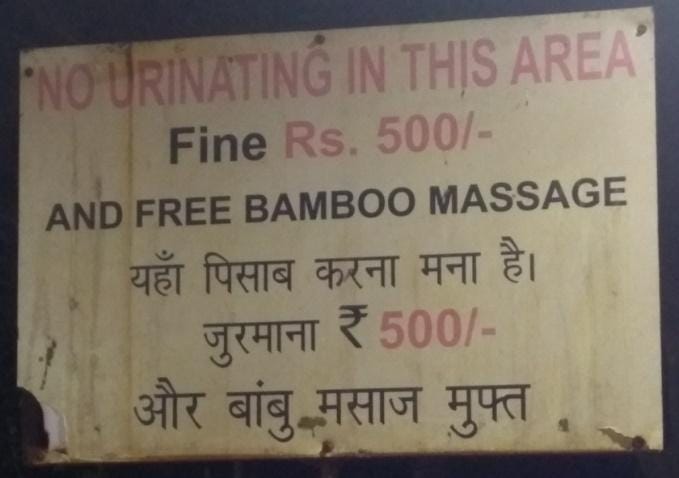 NO URINATING IN THIS AREA
Fine Rs. 500/-
AND FREE BAMBOO MASSAGE
यहाँ पिसाब करना मना है।
जुरमाना ₹ 500/-
और बांबु मसाज मुफ्त